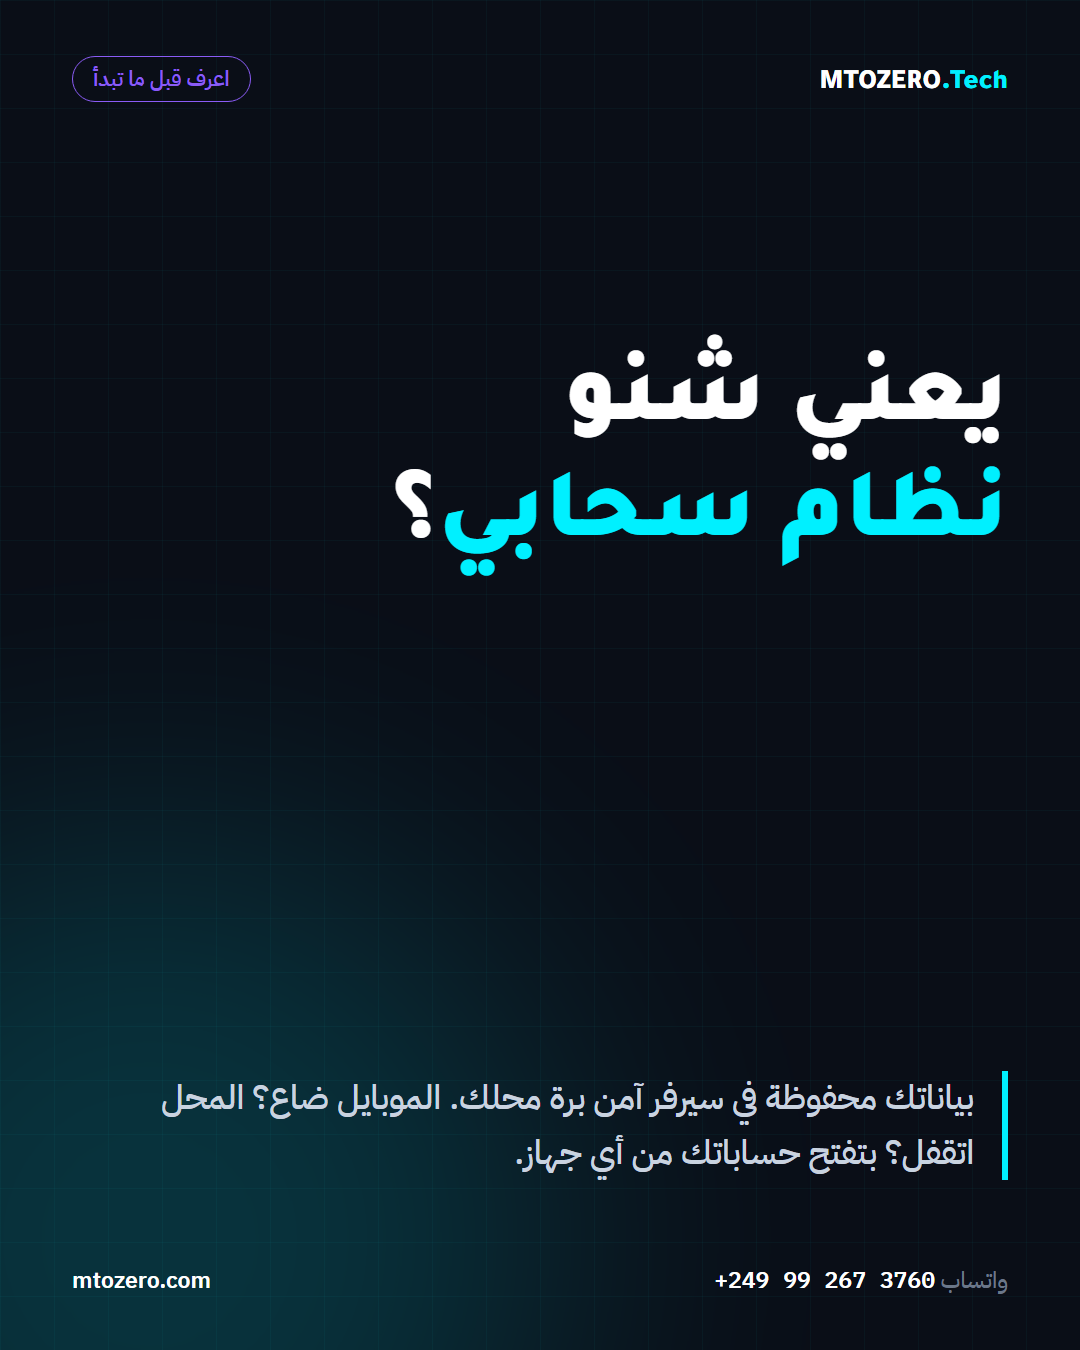 MTOZERO.Tech
اعرف قبل ما تبدأ
يعني شنو
نظام سحابي؟
بياناتك محفوظة في سيرفر آمن برة محلك. الموبايل ضاع؟ المحل
اتقفل؟ بتفتح حساباتك من أي جهاز.
واتساب +249 99 267 3760
mtozero.com